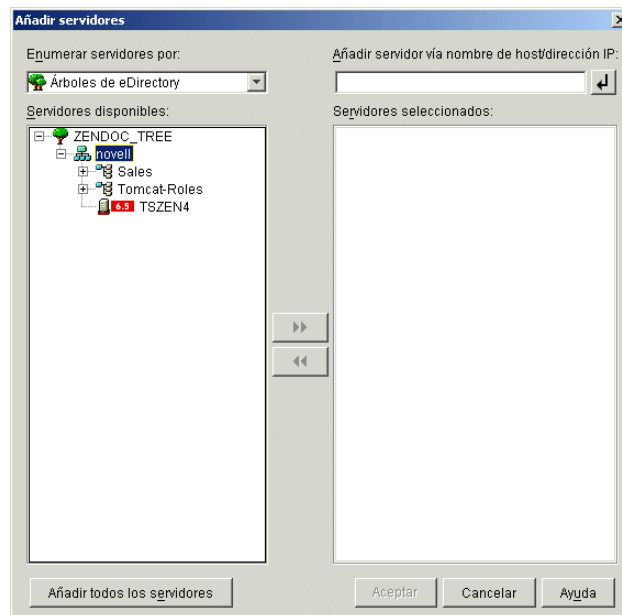 Añadir servidores
Enumerar servidores por:
Árboles de eDirectory
Servidores disponibles:
ZENDOC_TREE
novell
Sales
Tomcat-Roles
6.5 TSZEN4
Añadir todos los servidores
Añadir servidor vía nombre de host/dirección IP:
Servidores seleccionados:
Aceptar
Cancelar
Ayuda